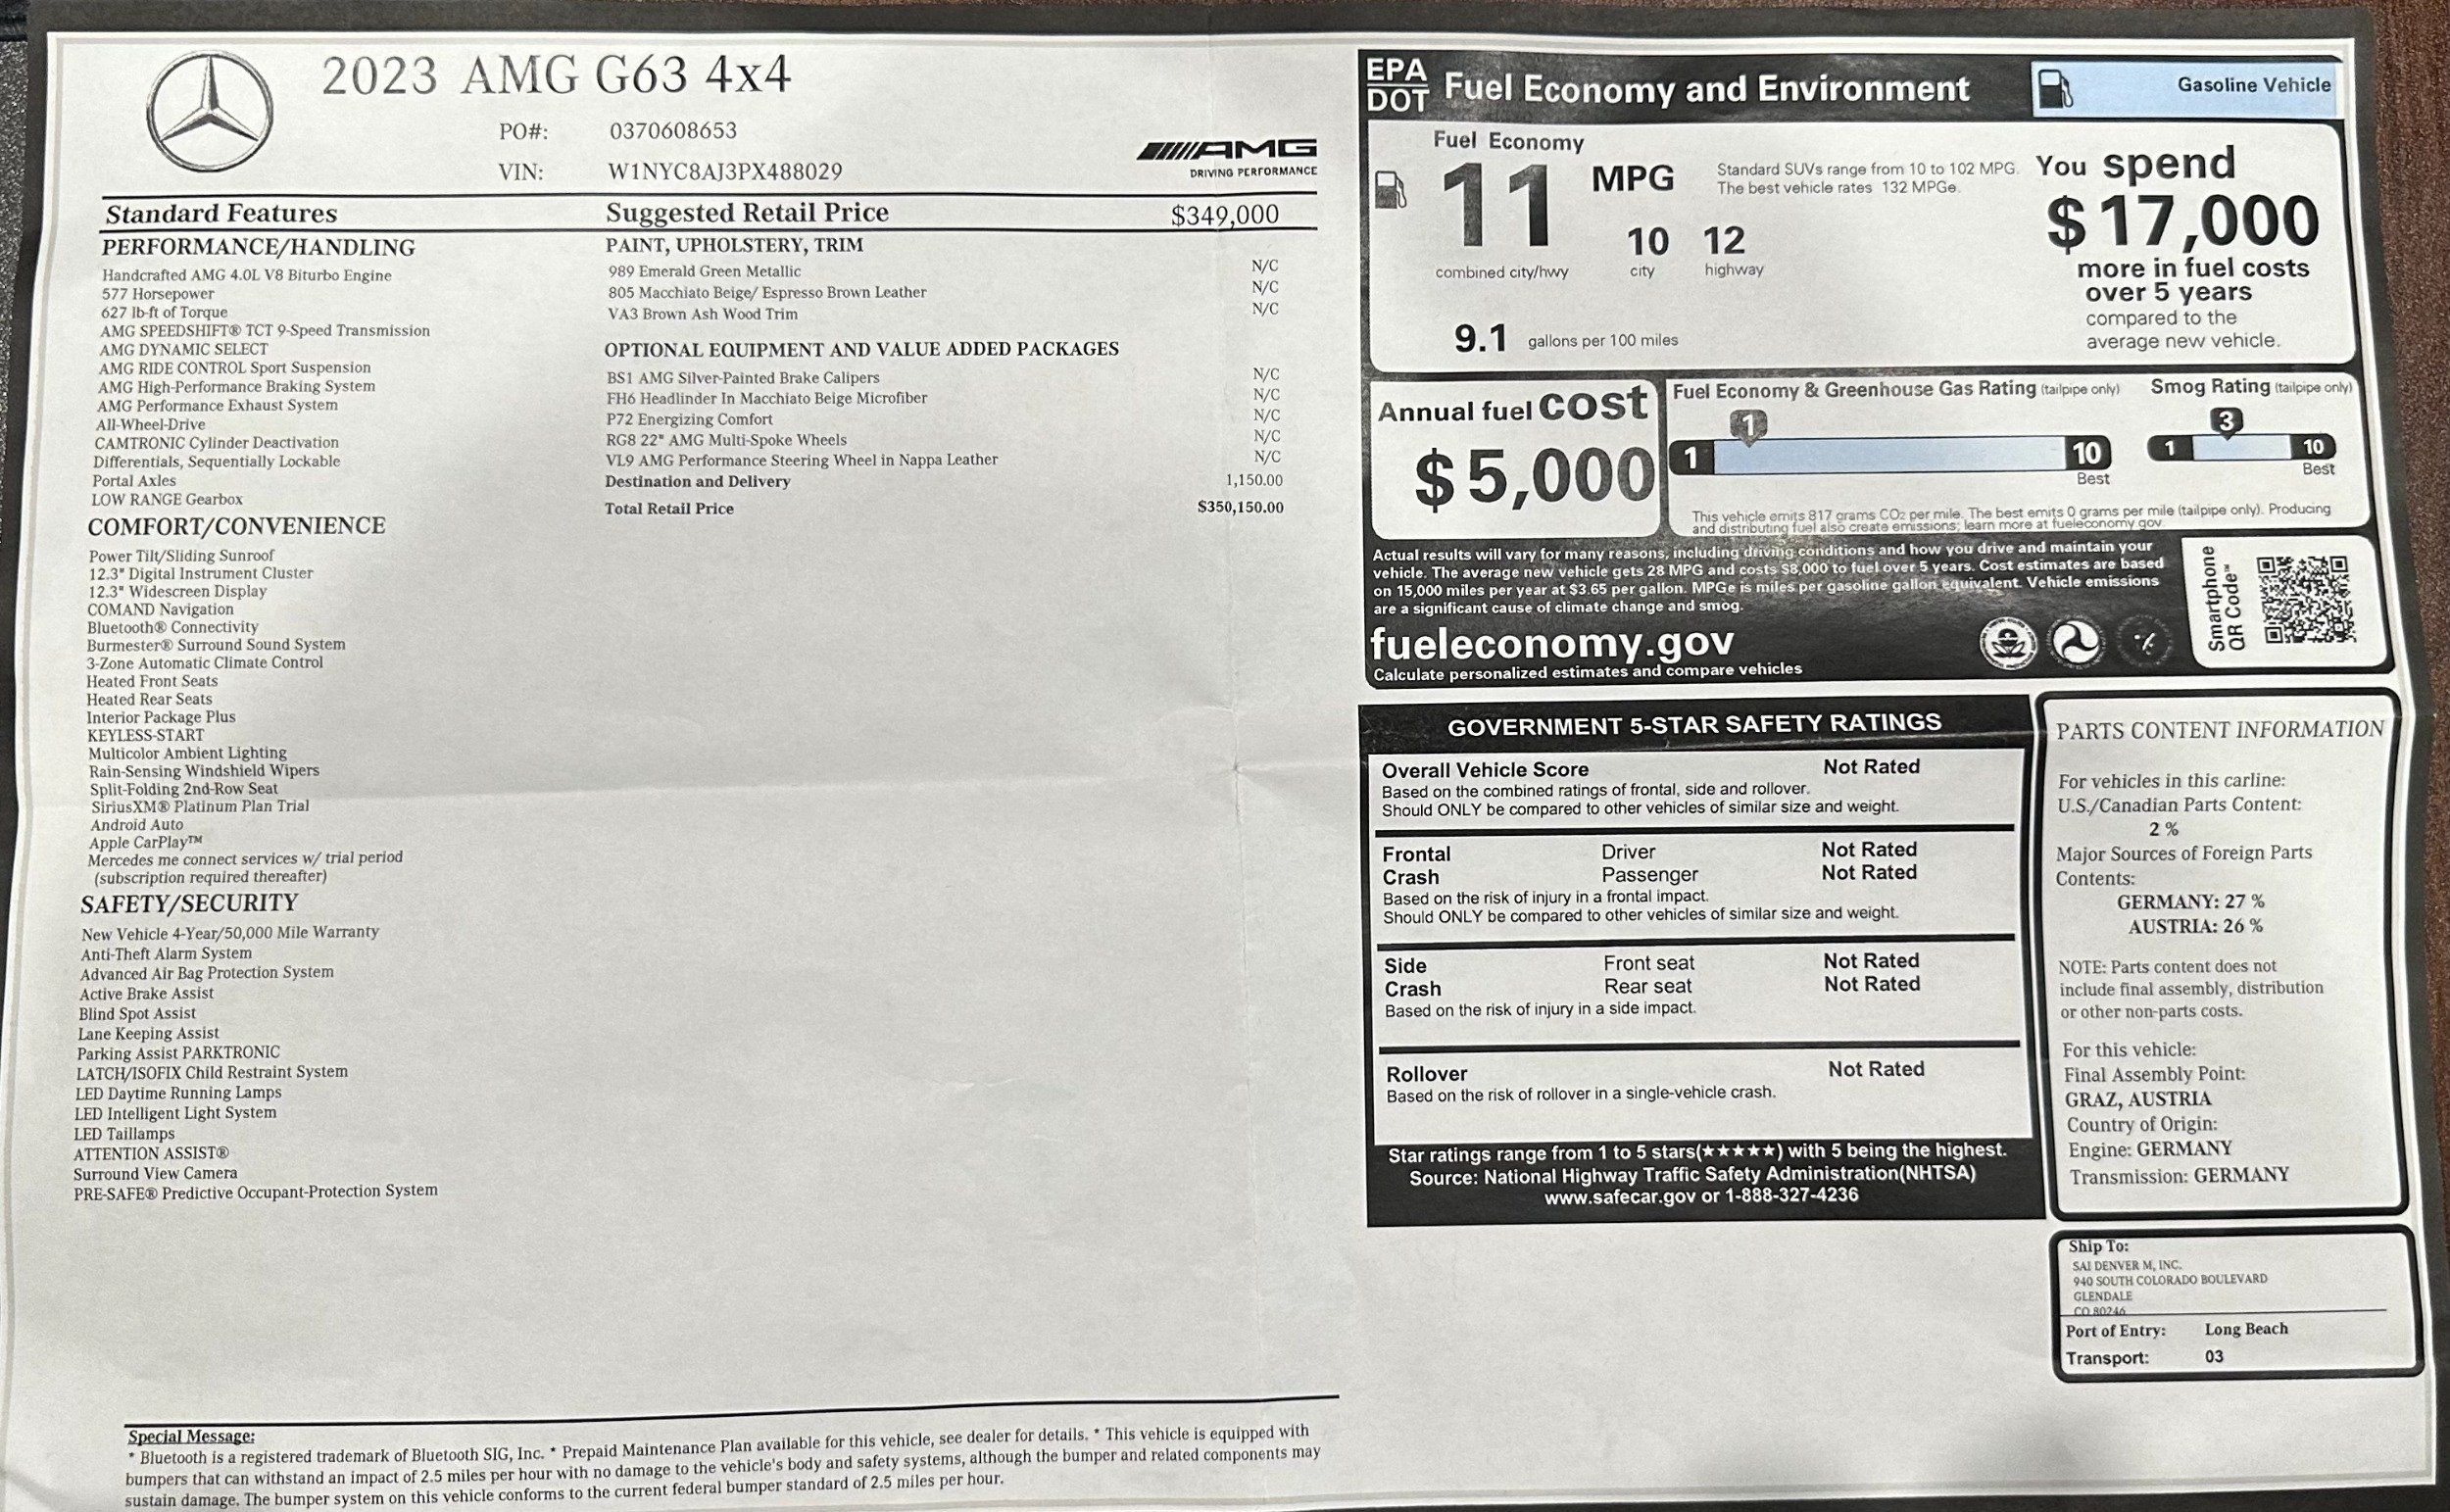 2023 AMG G63 4x4
PO#: 0370608653
VIN: W1NYC8AJ3PX488029
AMG
DRIVING PERFORMANCE
Standard Features
PERFORMANCE/HANDLING
Handcrafted AMG 4.0L V8 Biturbo Engine
577 Horsepower
627 lb-ft of Torque
AMG SPEEDSHIFT® TCT 9-Speed Transmission
AMG DYNAMIC SELECT
AMG RIDE CONTROL Sport Suspension
AMG High-Performance Braking System
AMG Performance Exhaust System
All-Wheel-Drive
CAMTRONIC Cylinder Deactivation
Differentials, Sequentially Lockable
Portal Axles
LOW RANGE Gearbox
COMFORT/CONVENIENCE
Power Tilt/Sliding Sunroof
12.3" Digital Instrument Cluster
12.3" Widescreen Display
COMAND Navigation
Bluetooth® Connectivity
Burmester® Surround Sound System
3-Zone Automatic Climate Control
Heated Front Seats
Heated Rear Seats
Interior Package Plus
KEYLESS-START
Multicolor Ambient Lighting
Rain-Sensing Windshield Wipers
Split-Folding 2nd-Row Seat
SiriusXM® Platinum Plan Trial
Android Auto
Apple CarPlay™
Mercedes me connect services w/ trial period
(subscription required thereafter)
SAFETY/SECURITY
New Vehicle 4-Year/50,000 Mile Warranty
Anti-Theft Alarm System
Advanced Air Bag Protection System
Active Brake Assist
Blind Spot Assist
Lane Keeping Assist
Parking Assist PARKTRONIC
LATCH/ISOFIX Child Restraint System
LED Daytime Running Lamps
LED Intelligent Light System
LED Taillamps
ATTENTION ASSIST®
Surround View Camera
PRE-SAFE® Predictive Occupant-Protection System
Suggested Retail Price $349,000
PAINT, UPHOLSTERY, TRIM
989 Emerald Green Metallic N/C
805 Macchiato Beige/ Espresso Brown Leather N/C
VA3 Brown Ash Wood Trim N/C
OPTIONAL EQUIPMENT AND VALUE ADDED PACKAGES
BS1 AMG Silver-Painted Brake Calipers N/C
FH6 Headlinder In Macchiato Beige Microfiber N/C
P72 Energizing Comfort N/C
RG8 22" AMG Multi-Spoke Wheels N/C
VL9 AMG Performance Steering Wheel in Nappa Leather N/C
Destination and Delivery 1,150.00
Total Retail Price $350,150.00
Special Message:
* Bluetooth is a registered trademark of Bluetooth SIG, Inc. * Prepaid Maintenance Plan available for this vehicle, see dealer for details. * This vehicle is equipped with
bumpers that can withstand an impact of 2.5 miles per hour with no damage to the vehicle's body and safety systems, although the bumper and related components may
sustain damage. The bumper system on this vehicle conforms to the current federal bumper standard of 2.5 miles per hour.
EPA
DOT Fuel Economy and Environment
Gasoline Vehicle
Fuel Economy
11 MPG
combined city/hwy
10 city
12 highway
Standard SUVs range from 10 to 102 MPG.
The best vehicle rates 132 MPGe.
9.1 gallons per 100 miles
You spend
$17,000
more in fuel costs
over 5 years
compared to the
average new vehicle.
Annual fuel COST
$5,000
Fuel Economy & Greenhouse Gas Rating (tailpipe only)
1
1 10
Best
Smog Rating (tailpipe only)
3
1 10
Best
This vehicle emits 817 grams CO2 per mile. The best emits 0 grams per mile (tailpipe only). Producing
and distributing fuel also create emissions; learn more at fueleconomy.gov.
Actual results will vary for many reasons, including driving conditions and how you drive and maintain your
vehicle. The average new vehicle gets 28 MPG and costs $8,000 to fuel over 5 years. Cost estimates are based
on 15,000 miles per year at $3.65 per gallon. MPGe is miles per gasoline gallon equivalent. Vehicle emissions
are a significant cause of climate change and smog.
fueleconomy.gov
Calculate personalized estimates and compare vehicles
Smartphone
QR Code™
GOVERNMENT 5-STAR SAFETY RATINGS
Overall Vehicle Score Not Rated
Based on the combined ratings of frontal, side and rollover.
Should ONLY be compared to other vehicles of similar size and weight.
Frontal Driver Not Rated
Crash Passenger Not Rated
Based on the risk of injury in a frontal impact.
Should ONLY be compared to other vehicles of similar size and weight.
Side Front seat Not Rated
Crash Rear seat Not Rated
Based on the risk of injury in a side impact.
Rollover Not Rated
Based on the risk of rollover in a single-vehicle crash.
Star ratings range from 1 to 5 stars(★★★★★) with 5 being the highest.
Source: National Highway Traffic Safety Administration(NHTSA)
www.safecar.gov or 1-888-327-4236
PARTS CONTENT INFORMATION
For vehicles in this carline:
U.S./Canadian Parts Content:
2 %
Major Sources of Foreign Parts
Contents:
GERMANY: 27 %
AUSTRIA: 26 %
NOTE: Parts content does not
include final assembly, distribution
or other non-parts costs.
For this vehicle:
Final Assembly Point:
GRAZ, AUSTRIA
Country of Origin:
Engine: GERMANY
Transmission: GERMANY
Ship To:
SAI DENVER M, INC.
940 SOUTH COLORADO BOULEVARD
GLENDALE
CO 80246
Port of Entry: Long Beach
Transport: 03